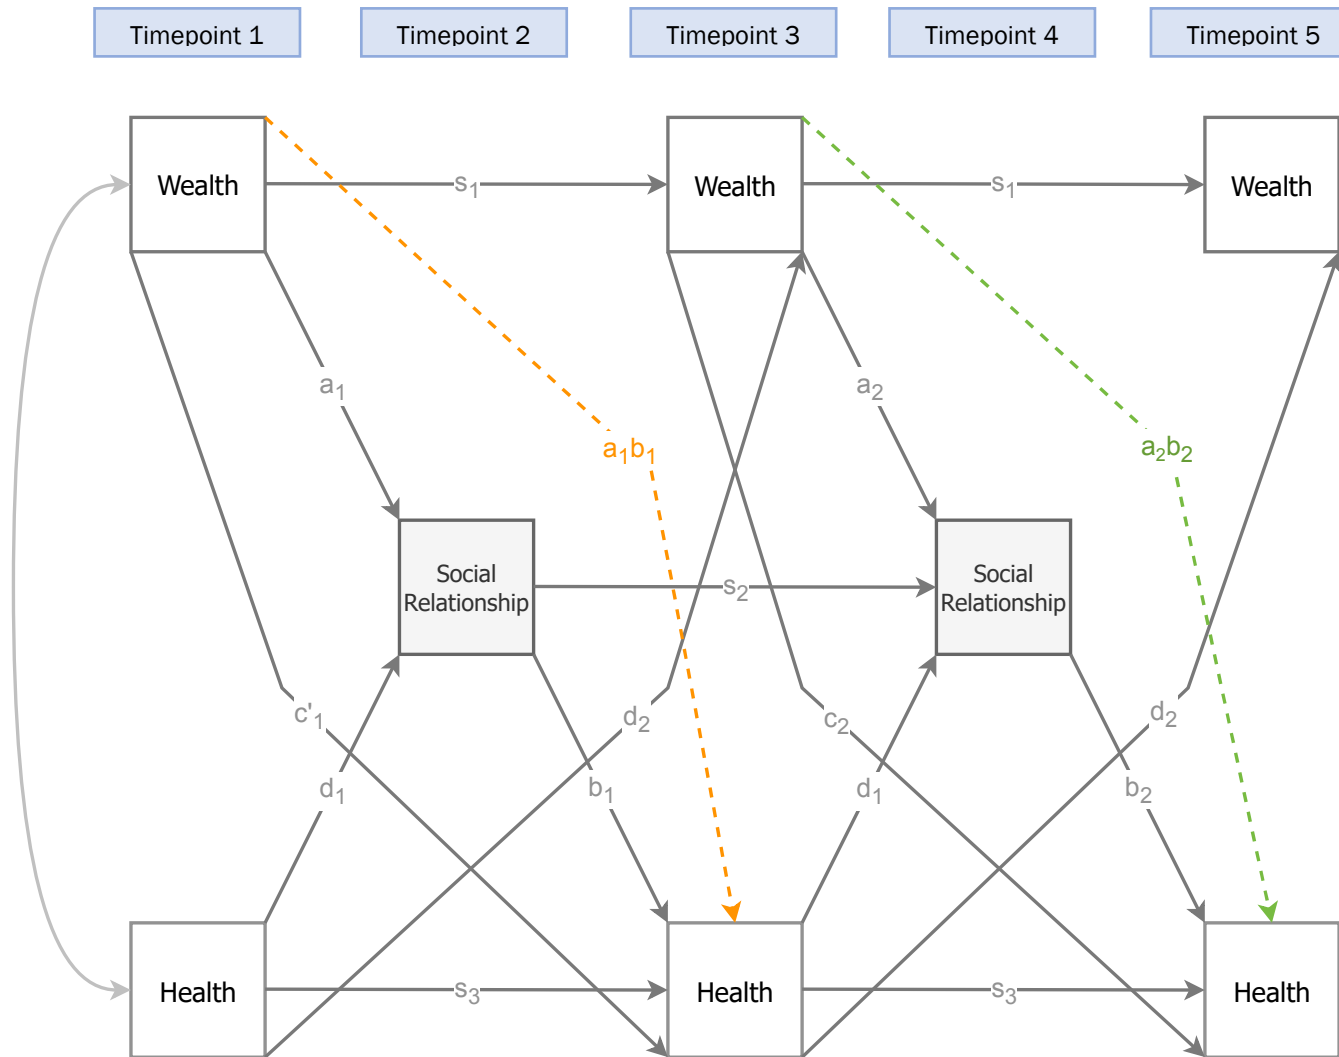 Timepoint 1
Timepoint 2
Timepoint 3
Timepoint 4
Timepoint 5
Wealth
s₁
Wealth
s₁
Wealth
a₁
a₂
a₁b₁
a₂b₂
Social
Relationship
s₂
Social
Relationship
c'₁
d₂
c₂
d₂
d₁
b₁
d₁
b₂
Health
s₃
Health
s₃
Health